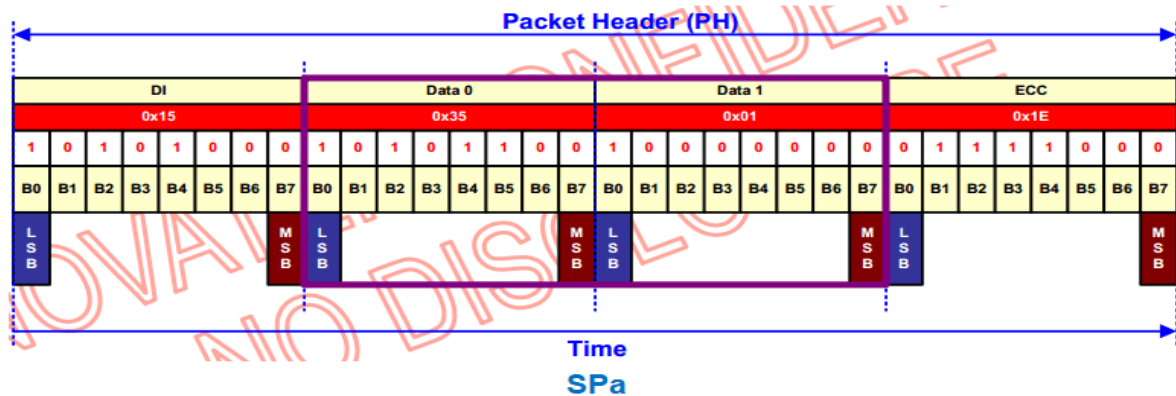 Packet Header (PH)
DI Data 0 Data 1 ECC
0x15 0x35 0x01 0x1E
1 0 1 0 1 0 0 0 1 0 1 0 1 1 0 0 1 0 0 0 0 0 0 0 0 1 1 1 1 0 0 0
B0 B1 B2 B3 B4 B5 B6 B7 B0 B1 B2 B3 B4 B5 B6 B7 B0 B1 B2 B3 B4 B5 B6 B7 B0 B1 B2 B3 B4 B5 B6 B7
LSB MSB LSB MSB LSB MSB LSB MSB
NO DISCLO
Time
SPa